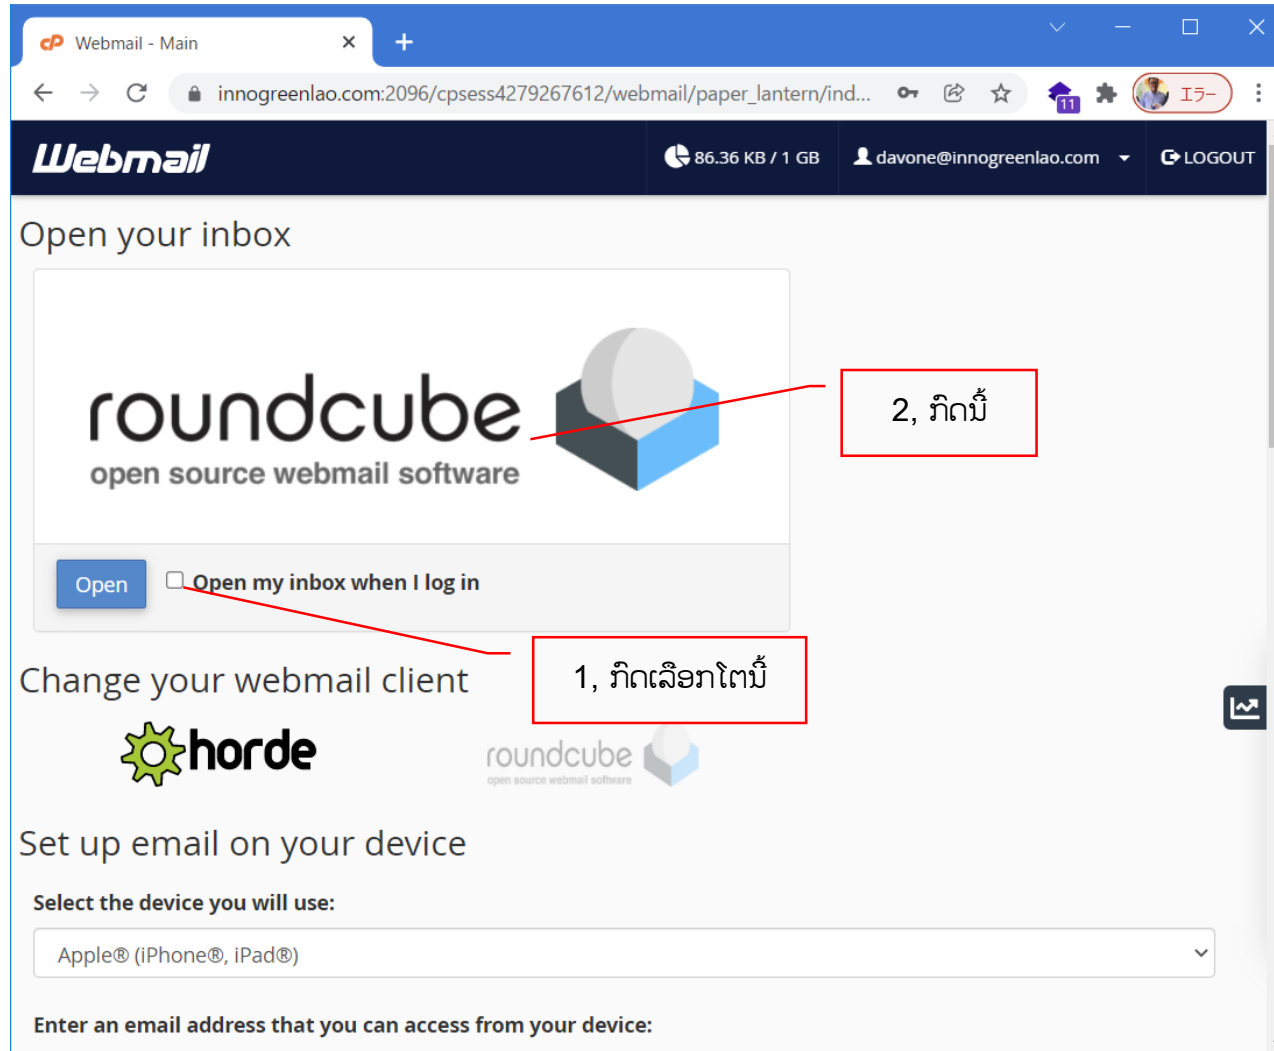 Webmail - Main
innogreenlao.com:2096/cpsess4279267612/webmail/paper_lantern/ind...
11
エラー
Webmail
86.36 KB / 1 GB
davone@innogreenlao.com
LOGOUT
Open your inbox
roundcube
open source webmail software
2, ກົດນີ້
Open
Open my inbox when I log in
1, ກົດເລືອກໂຕນີ້
Change your webmail client
horde
roundcube
open source webmail software
Set up email on your device
Select the device you will use:
Apple® (iPhone®, iPad®)
Enter an email address that you can access from your device: